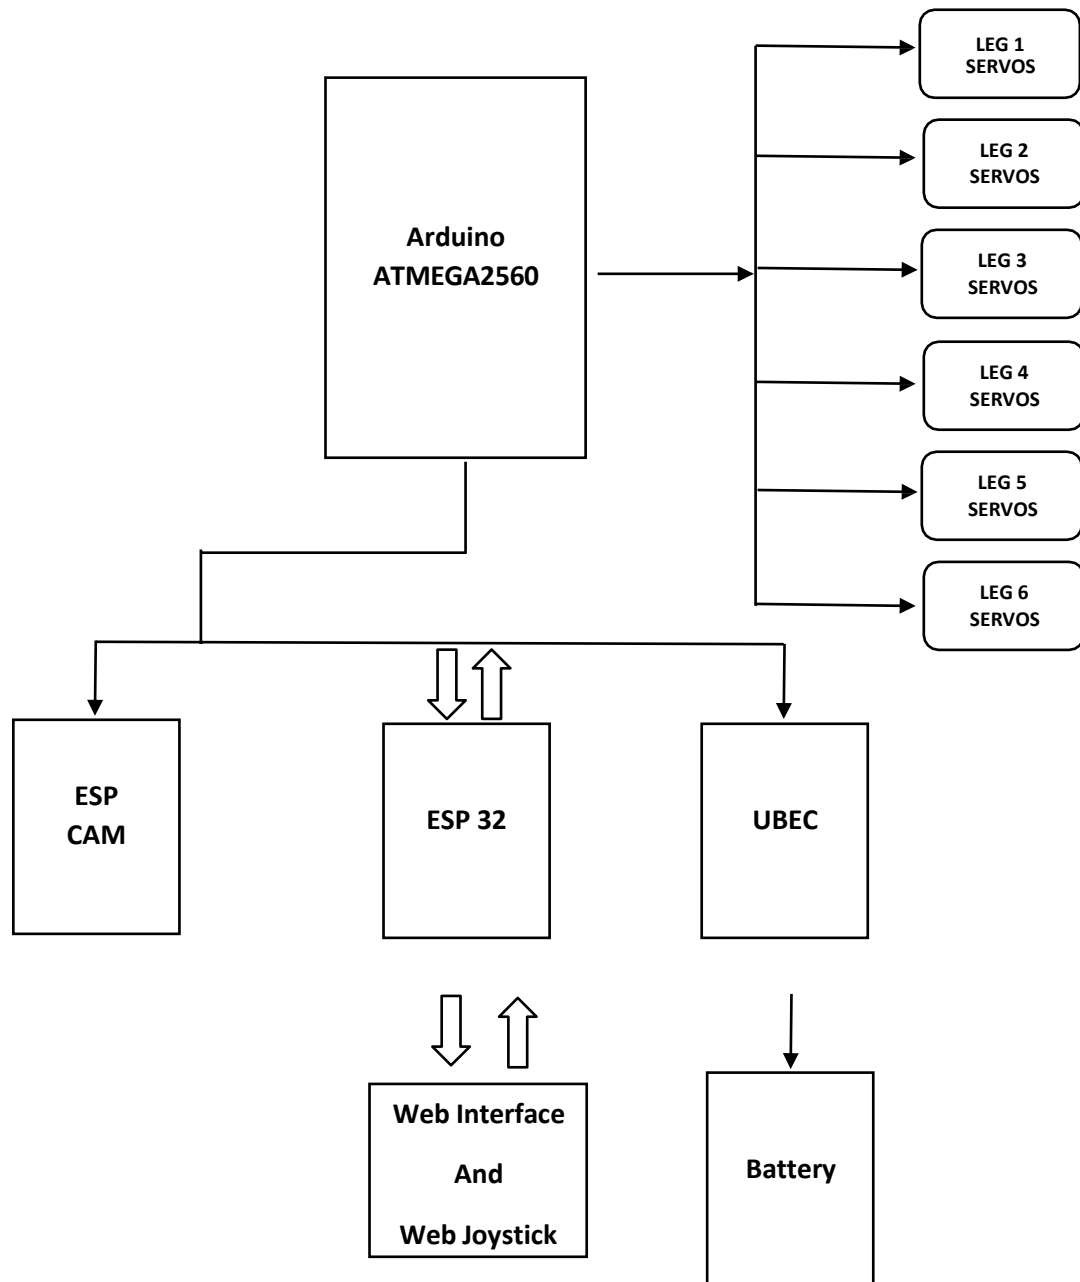 LEG 1
SERVOS
LEG 2
SERVOS
Arduino
ATMEGA2560
LEG 3
SERVOS
LEG 4
SERVOS
LEG 5
SERVOS
LEG 6
SERVOS
ESP
CAM
ESP 32
UBEC
Web Interface
And
Web Joystick
Battery